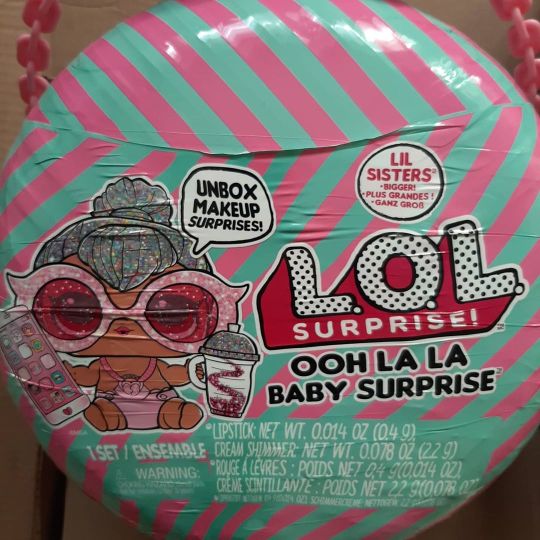 UNBOX
MAKEUP
SURPRISES!
LIL
SISTERS
•BIGGER!
•PLUS GRANDES!
•GANZ GROß
L.O.L.
SURPRISE!
OOH LA LA
BABY SURPRISE™
1 SET / ENSEMBLE
WARNING:
*LIPSTICK: NET WT. 0.014 OZ (0.4 g),
CREAM SHIMMER: NET WT. 0.078 OZ (2.2 g)
*ROUGE À LÈVRES : POIDS NET 0,4 g (0.014 OZ),
CRÈME SCINTILLANTE : POIDS NET 2,2 g (0.078 OZ)